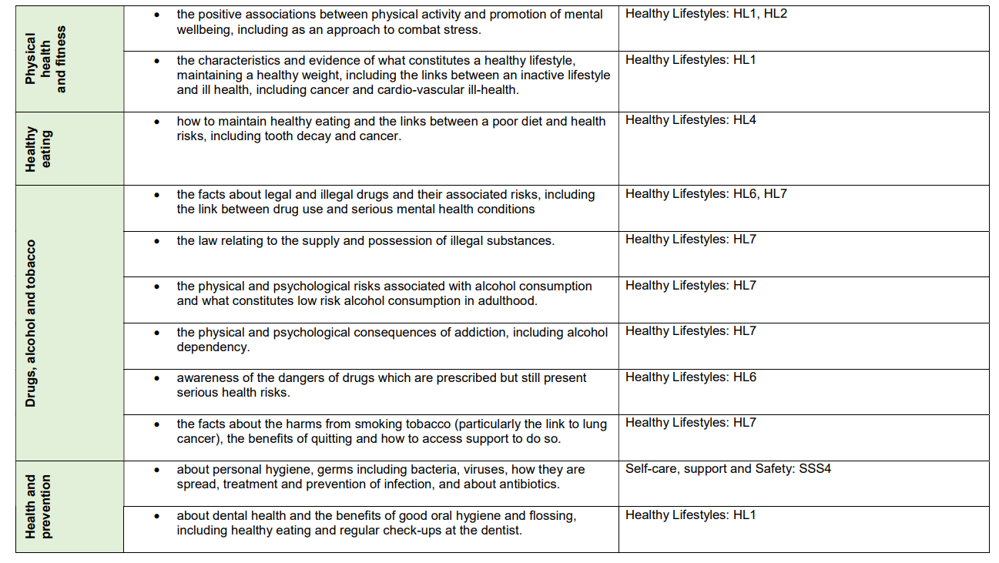 Physical
health
and fitness
• the positive associations between physical activity and promotion of mental
wellbeing, including as an approach to combat stress.
Healthy Lifestyles: HL1, HL2
• the characteristics and evidence of what constitutes a healthy lifestyle,
maintaining a healthy weight, including the links between an inactive lifestyle
and ill health, including cancer and cardio-vascular ill-health.
Healthy Lifestyles: HL1
Healthy
eating
• how to maintain healthy eating and the links between a poor diet and health
risks, including tooth decay and cancer.
Healthy Lifestyles: HL4
Drugs, alcohol and tobacco
• the facts about legal and illegal drugs and their associated risks, including
the link between drug use and serious mental health conditions
Healthy Lifestyles: HL6, HL7
• the law relating to the supply and possession of illegal substances.
Healthy Lifestyles: HL7
• the physical and psychological risks associated with alcohol consumption
and what constitutes low risk alcohol consumption in adulthood.
Healthy Lifestyles: HL7
• the physical and psychological consequences of addiction, including alcohol
dependency.
Healthy Lifestyles: HL7
• awareness of the dangers of drugs which are prescribed but still present
serious health risks.
Healthy Lifestyles: HL6
• the facts about the harms from smoking tobacco (particularly the link to lung
cancer), the benefits of quitting and how to access support to do so.
Healthy Lifestyles: HL7
Health and
prevention
• about personal hygiene, germs including bacteria, viruses, how they are
spread, treatment and prevention of infection, and about antibiotics.
Self-care, support and Safety: SSS4
• about dental health and the benefits of good oral hygiene and flossing,
including healthy eating and regular check-ups at the dentist.
Healthy Lifestyles: HL1